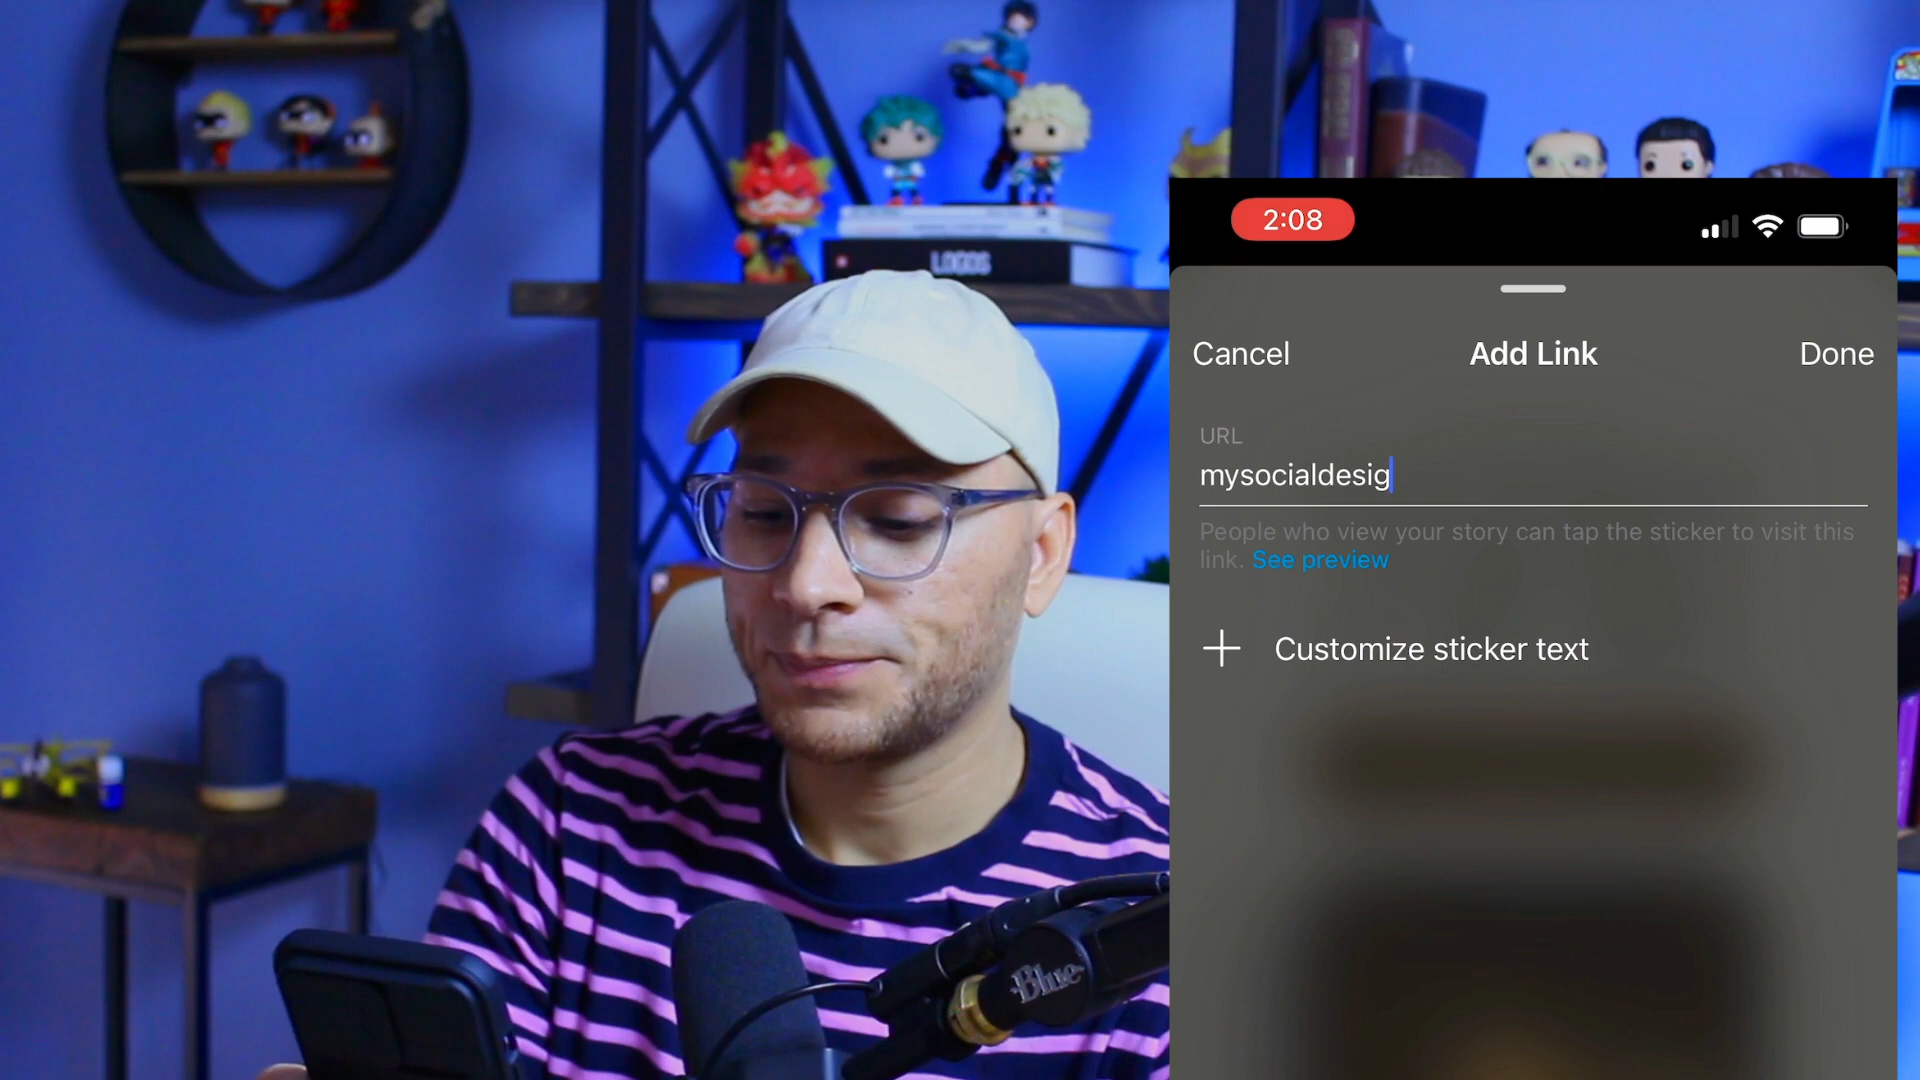 LOGOS
2:08
Cancel
Add Link
Done
URL
mysocialdesig
People who view your story can tap the sticker to visit this
link. See preview
Customize sticker text
Blue